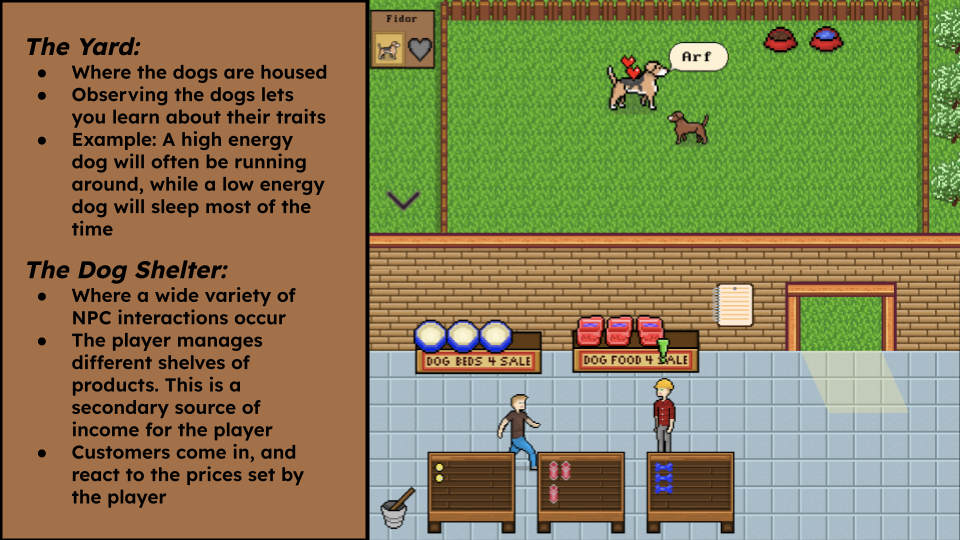 The Yard:
● Where the dogs are housed
● Observing the dogs lets
you learn about their traits
● Example: A high energy
dog will often be running
around, while a low energy
dog will sleep most of the
time
The Dog Shelter:
● Where a wide variety of
NPC interactions occur
● The player manages
different shelves of
products. This is a
secondary source of
income for the player
● Customers come in, and
react to the prices set by
the player
Fidor
Arf
DOG BEDS 4 SALE
DOG FOOD 4 SALE